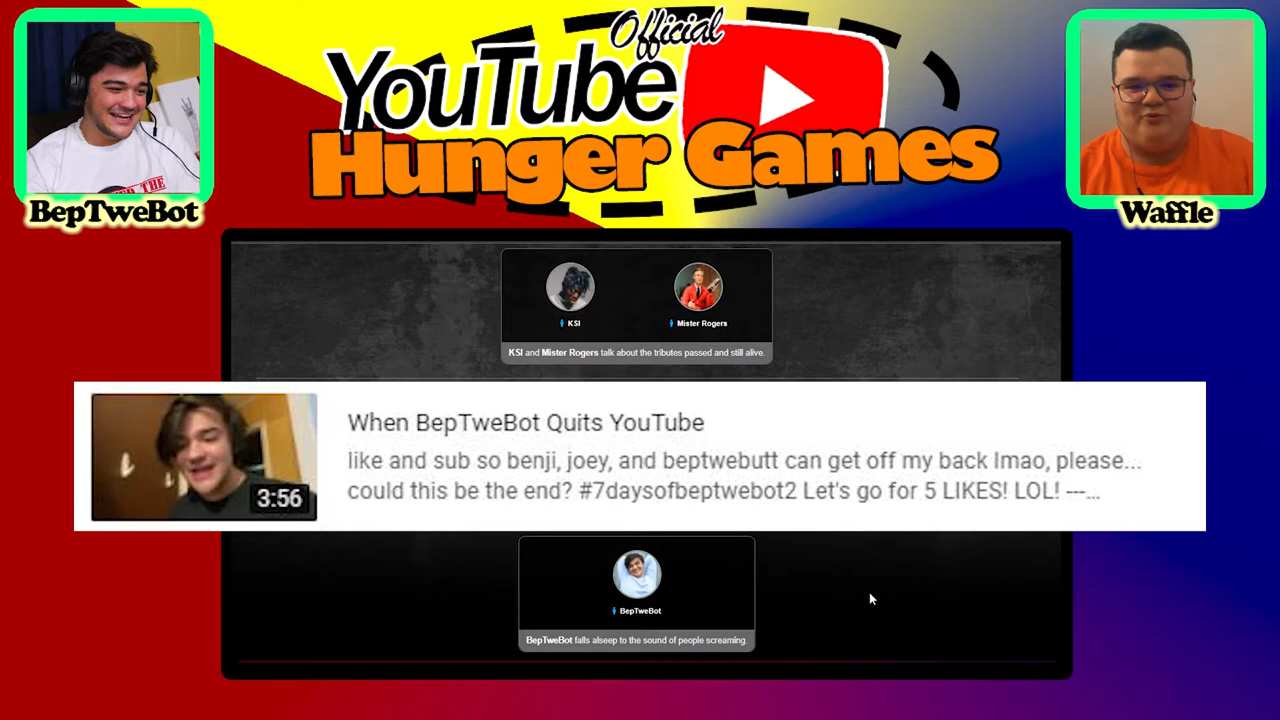 Official
YouTube
Hunger Games
BepTweBot
Waffle
KSI
Mister Rogers
KSI and Mister Rogers talk about the tributes passed and still alive.
When BepTweBot Quits YouTube
like and sub so benji, joey, and beptwebutt can get off my back lmao, please...
could this be the end? #7daysofbeptwebot2 Let's go for 5 LIKES! LOL! ---...
3:56
BepTweBot
BepTweBot falls alseep to the sound of people screaming.